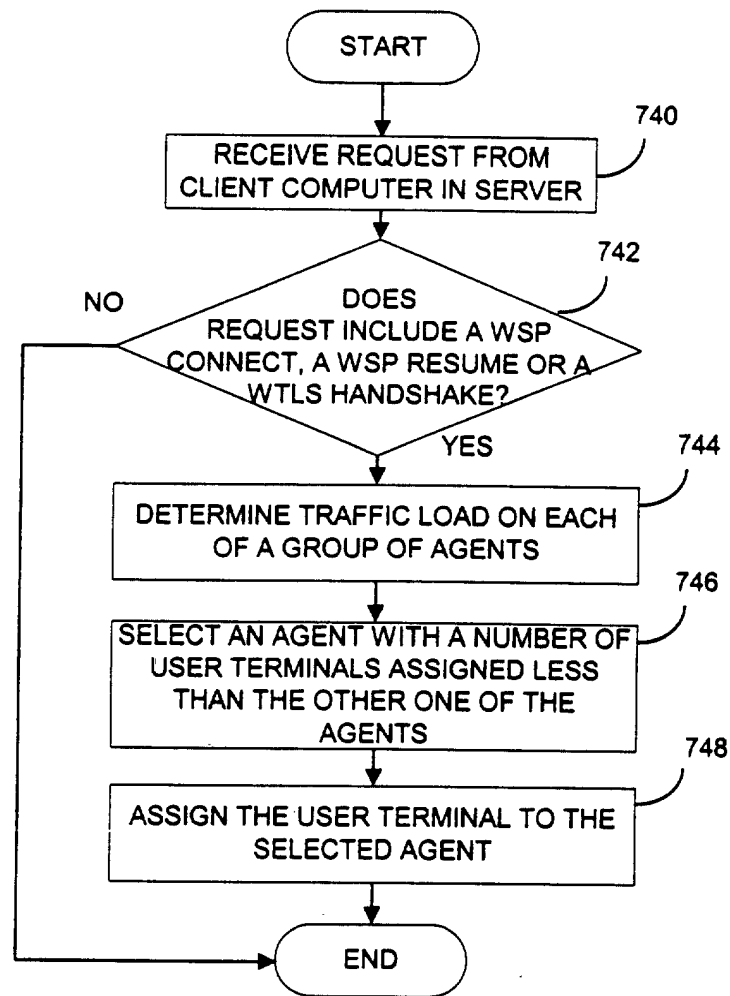 START
740
RECEIVE REQUEST FROM
CLIENT COMPUTER IN SERVER
742
NO
DOES
REQUEST INCLUDE A WSP
CONNECT, A WSP RESUME OR A
WTLS HANDSHAKE?
YES
744
DETERMINE TRAFFIC LOAD ON EACH
OF A GROUP OF AGENTS
746
SELECT AN AGENT WITH A NUMBER OF
USER TERMINALS ASSIGNED LESS
THAN THE OTHER ONE OF THE
AGENTS
748
ASSIGN THE USER TERMINAL TO THE
SELECTED AGENT
END